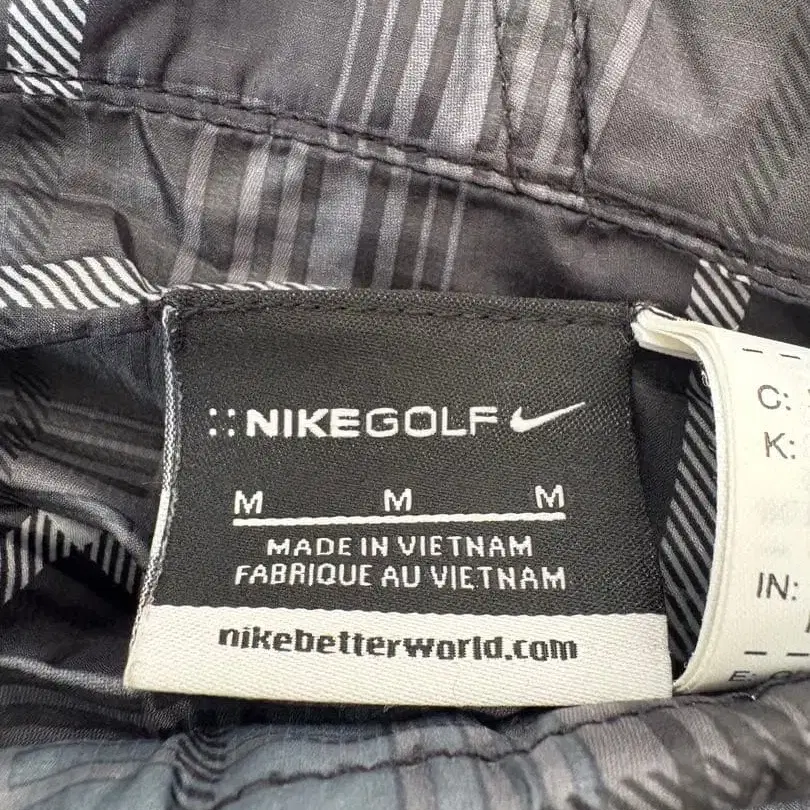 ::NIKEGOLF
M M M
MADE IN VIETNAM
FABRIQUE AU VIETNAM
nikebetterworld.com
C:
K:
IN: